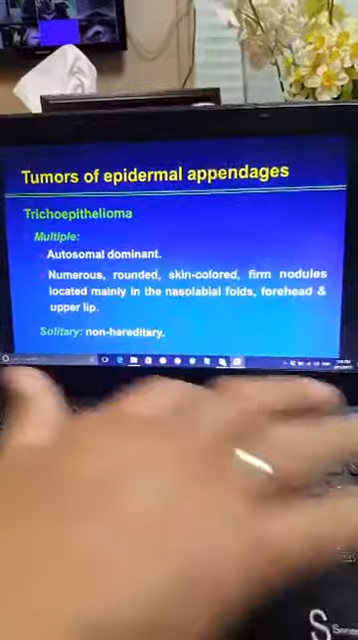 Tumors of epidermal appendages
Trichoepithelioma
Multiple:
Autosomal dominant.
Numerous, rounded, skin-colored, firm nodules
located mainly in the nasolabial folds, forehead &
upper lip.
Solitary: non-hereditary.